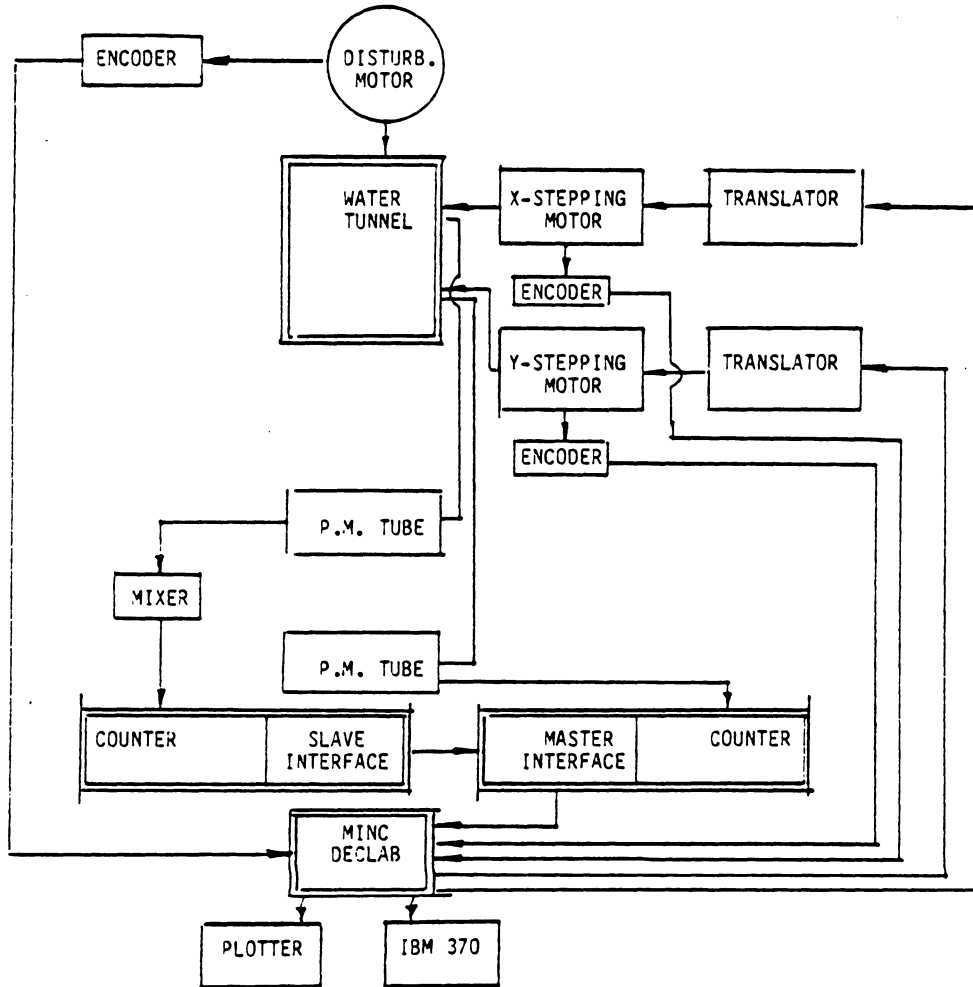 ENCODER
DISTURB.
MOTOR
WATER
TUNNEL
X-STEPPING
MOTOR
TRANSLATOR
ENCODER
Y-STEPPING
MOTOR
TRANSLATOR
ENCODER
P.M. TUBE
MIXER
P.M. TUBE
COUNTER
SLAVE
INTERFACE
MASTER
INTERFACE
COUNTER
MINC
DECLAB
PLOTTER
IBM 370